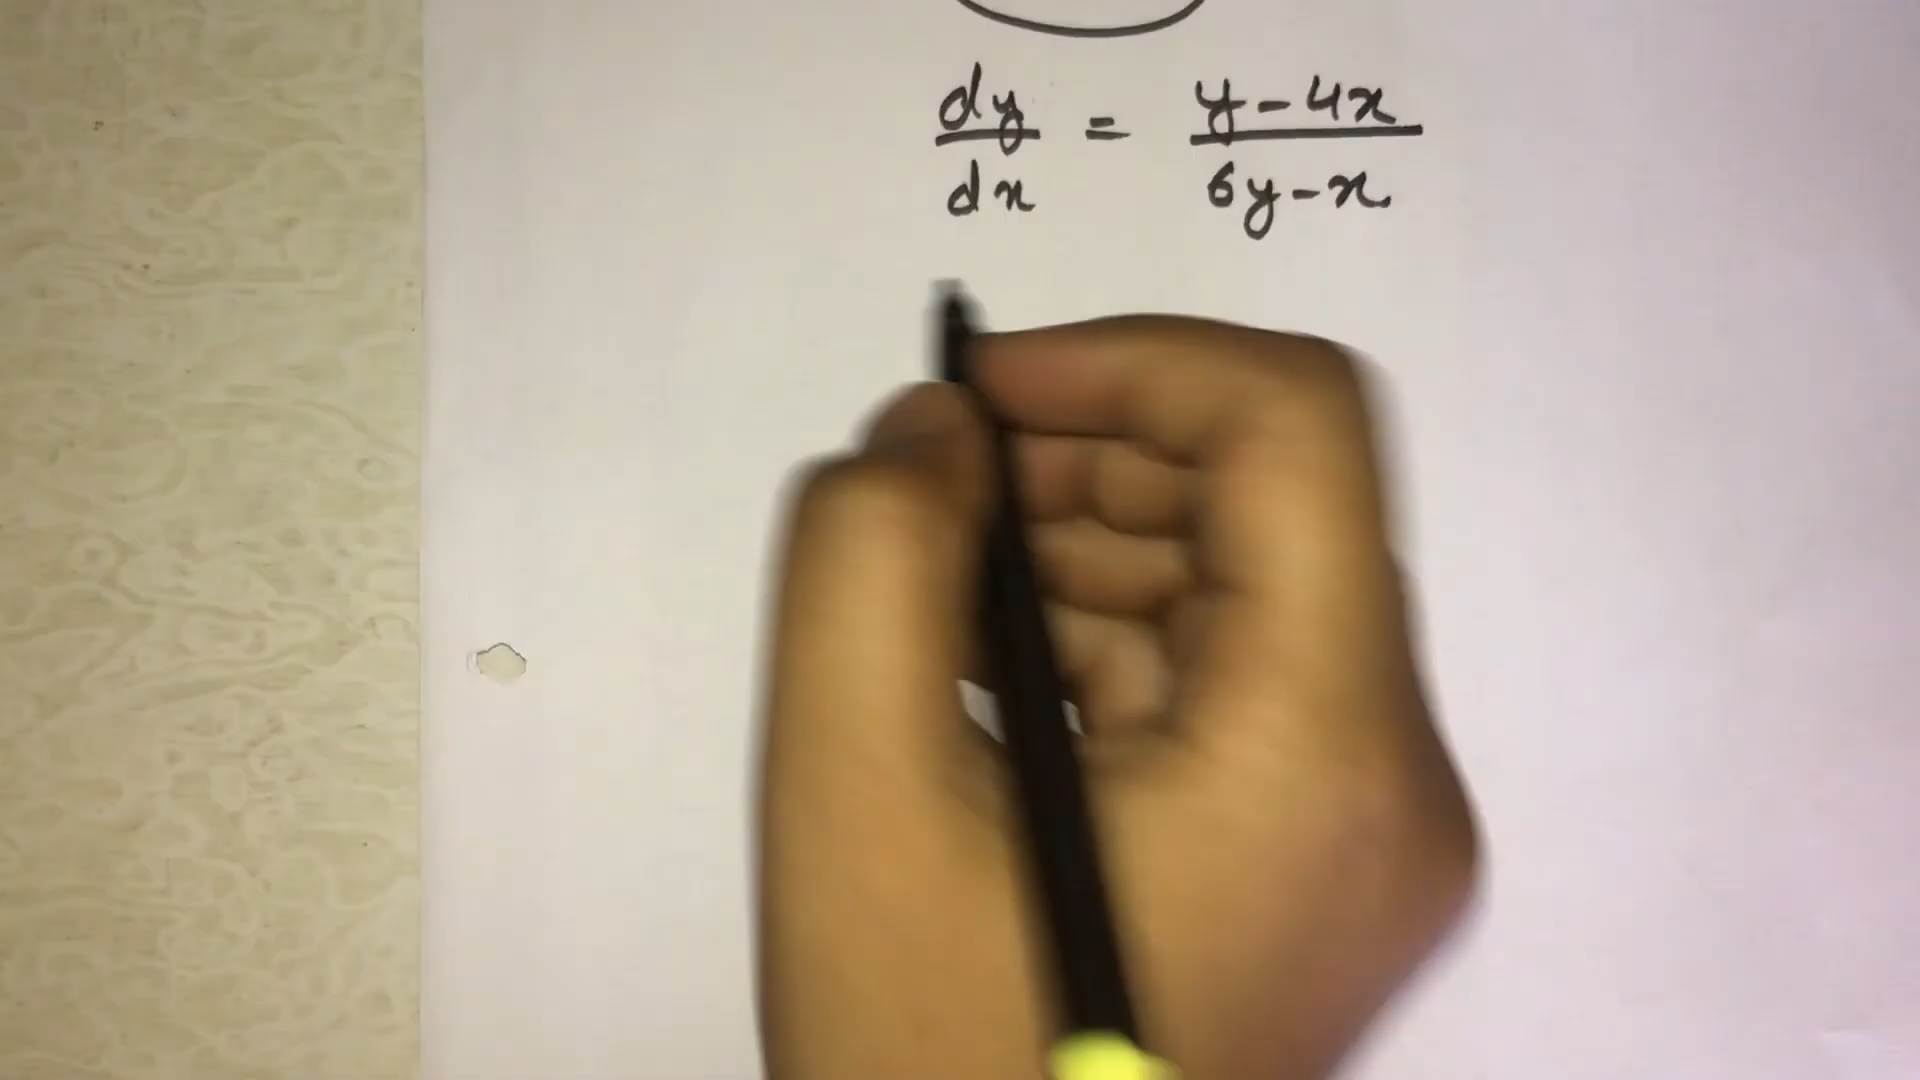 dy/dx = y-4x/6y-x